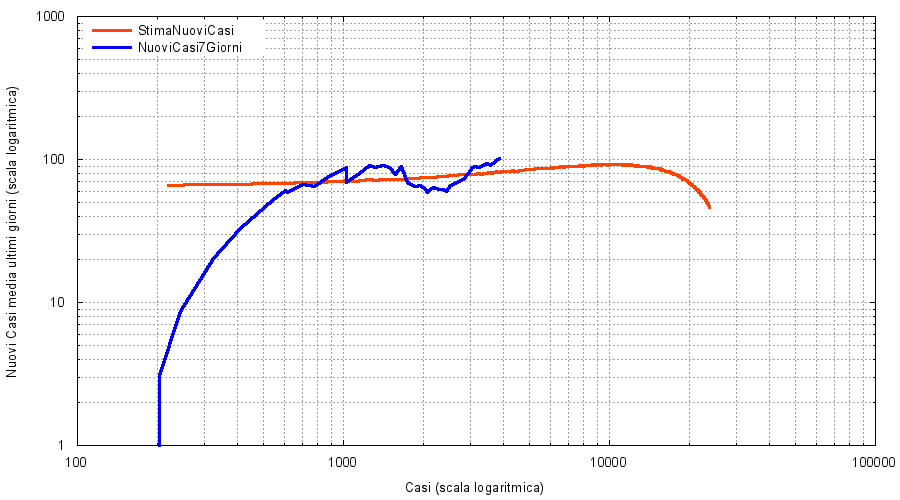 1000
StimaNuoviCasi
NuoviCasi7Giorni
100
10
1
Nuovi Casi media ultimi giorni (scala logaritmica)
100
1000
10000
100000
Casi (scala logaritmica)